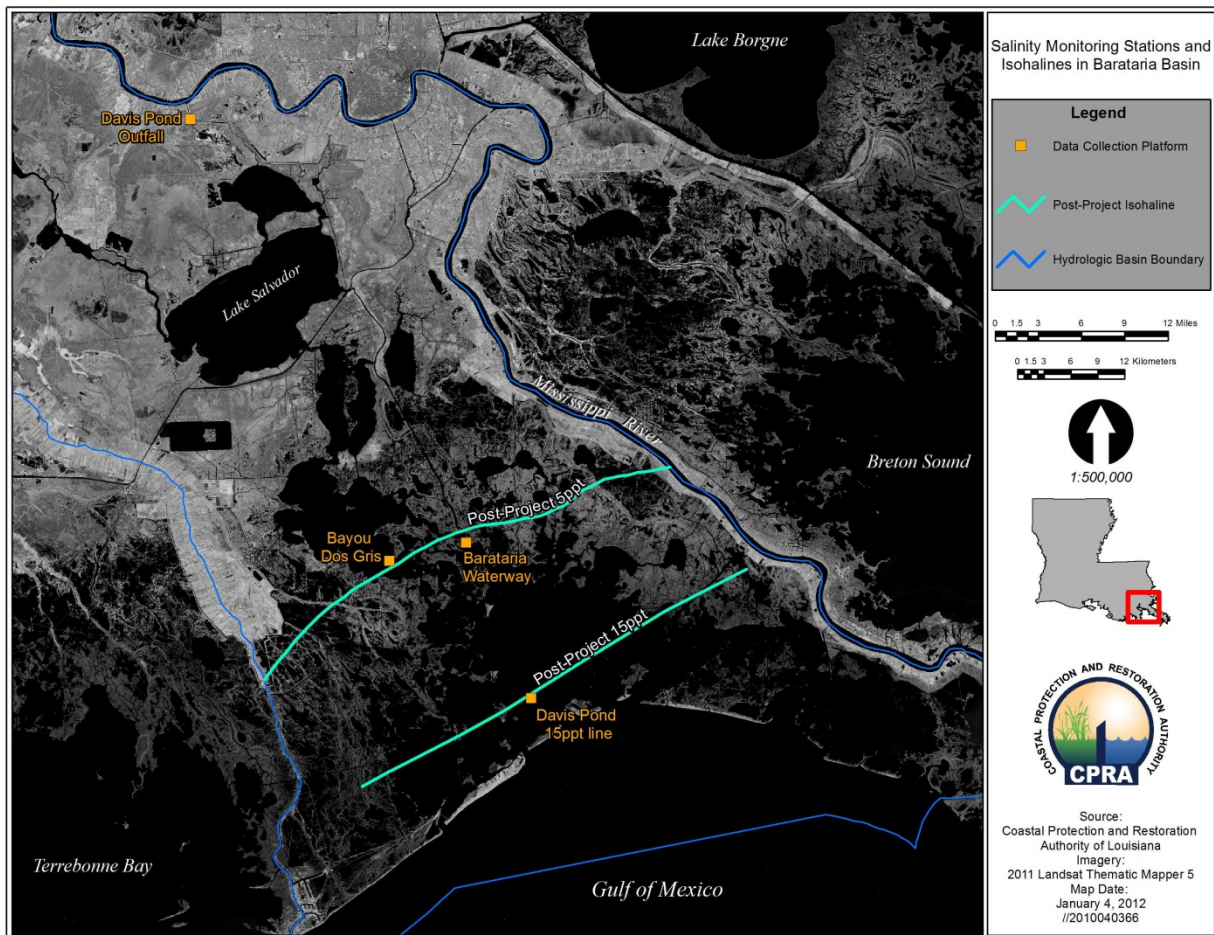 Lake Borgne
Davis Pond
Outfall
Lake Salvador
Mississippi River
Breton Sound
Post-Project 5ppt
Bayou
Dos Gris
Barataria
Waterway
Post-Project 15ppt
Davis Pond
15ppt line
Terrebonne Bay
Gulf of Mexico
Salinity Monitoring Stations and
Isohalines in Barataria Basin
Legend
Data Collection Platform
Post-Project Isohaline
Hydrologic Basin Boundary
0 1.5 3 6 9 12 Miles
0 1.5 3 6 9 12 Kilometers
1:500,000
COASTAL PROTECTION AND RESTORATION AUTHORITY
CPRA
Source:
Coastal Protection and Restoration
Authority of Louisiana
Imagery:
2011 Landsat Thematic Mapper 5
Map Date:
January 4, 2012
//2010040366